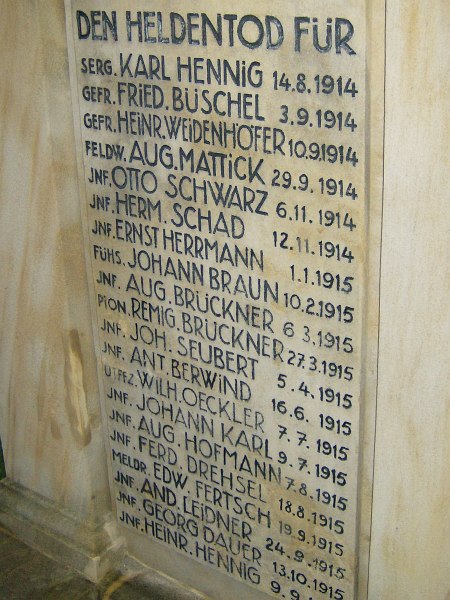 DEN HELDENTOD FÜR
SERG. KARL HENNIG 14.8.1914
GEFR. FRIED. BÜSCHEL 3.9.1914
GEFR. HEINR. WEIDENHÖFER 10.9.1914
FELDW. AUG. MATTICK 29.9.1914
JNF. OTTO SCHWARZ 6.11.1914
JNF. HERM. SCHAD 12.11.1914
JNF. ERNST HERRMANN 1.1.1915
FÜHS. JOHANN BRAUN 10.2.1915
JNF. AUG. BRÜCKNER 6 3.1915
PION. REMIG. BRÜCKNER 27.3.1915
JNF. JOH. SEUBERT 5.4.1915
JNF. ANT. BERWIND 16.6.1915
UTFFZ. WILH. OECKLER 7.7.1915
JNF. JOHANN KARL 9.7.1915
JNF. AUG. HOFMANN 7.8.1915
JNF. FERD. DREHSEL 18.8.1915
MELDR. EDW. FERTSCH 19.9.1915
JNF. AND. LEIDNER 24.9.1915
JNF. GEORG DAUER 13.10.1915
JNF. HEINR. HENNIG